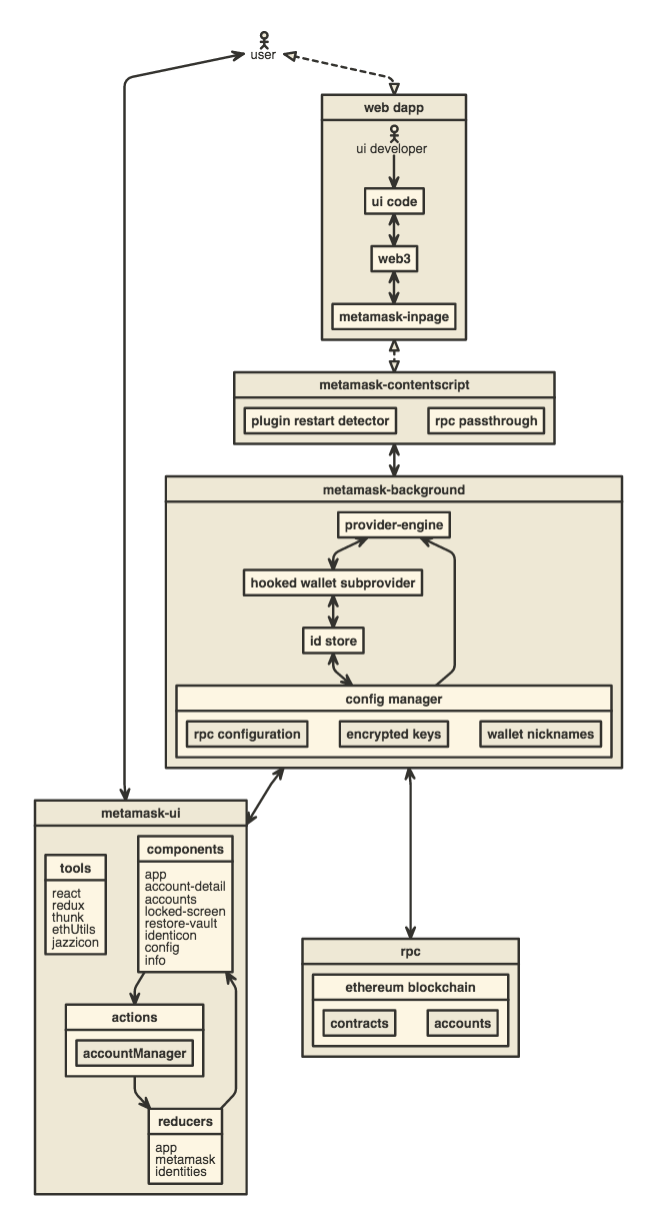 user
web dapp
ui developer
ui code
web3
metamask-inpage
metamask-contentscript
plugin restart detector
rpc passthrough
metamask-background
provider-engine
hooked wallet subprovider
id store
config manager
rpc configuration
encrypted keys
wallet nicknames
metamask-ui
tools
react
redux
thunk
ethUtils
jazzicon
components
app
account-detail
accounts
locked-screen
restore-vault
identicon
config
info
actions
accountManager
reducers
app
metamask
identities
rpc
ethereum blockchain
contracts
accounts